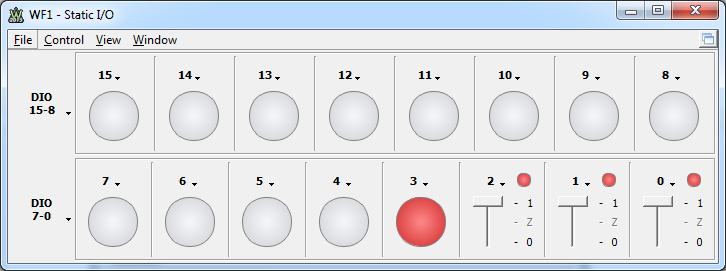 WF1 - Static I/O
File Control View Window
DIO 15-8
15 14 13 12 11 10 9 8
DIO 7-0
7 6 5 4 3 2 1 0
- 1 - 1 - 1
- Z - Z - Z
- 0 - 0 - 0